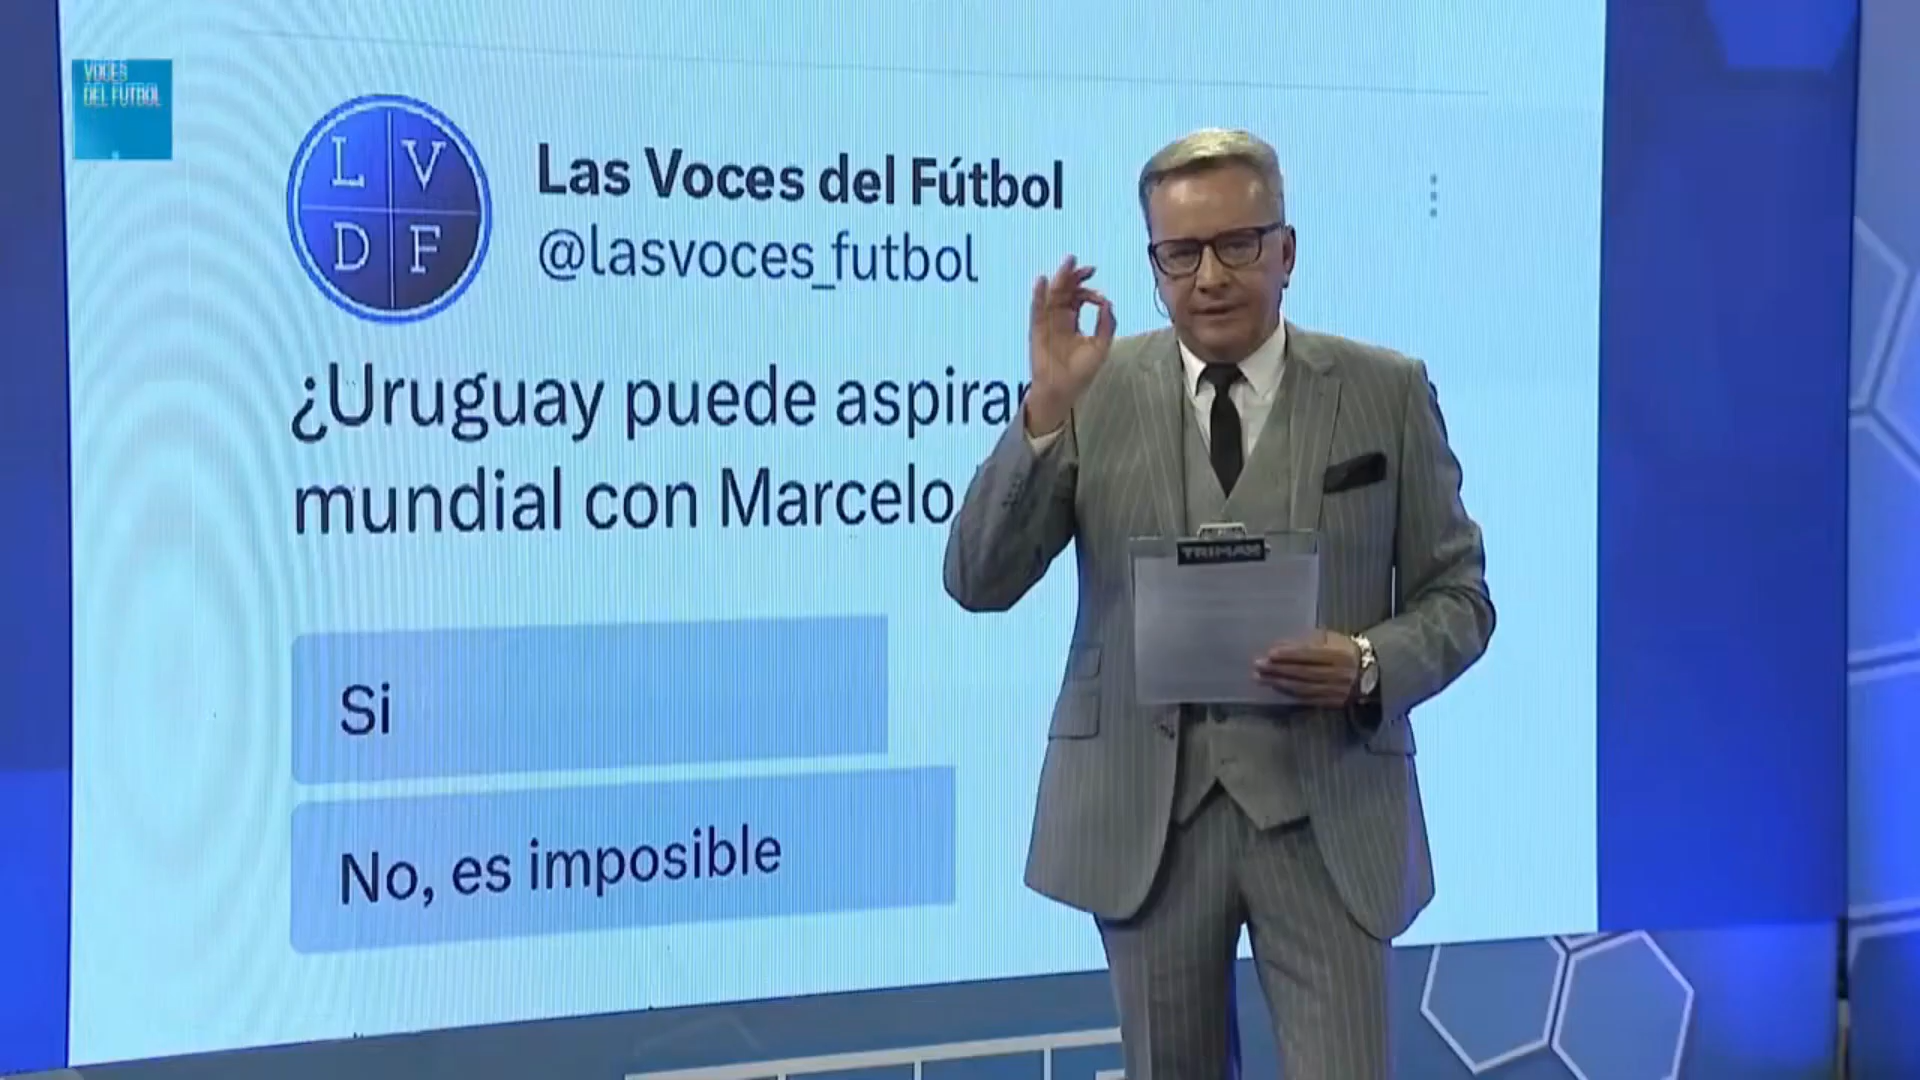 VOCES
DEL FUTBOL
L V
D F
Las Voces del Fútbol
@lasvoces_futbol
¿Uruguay puede aspirar
mundial con Marcelo
TRIMAX
Si
No, es imposible